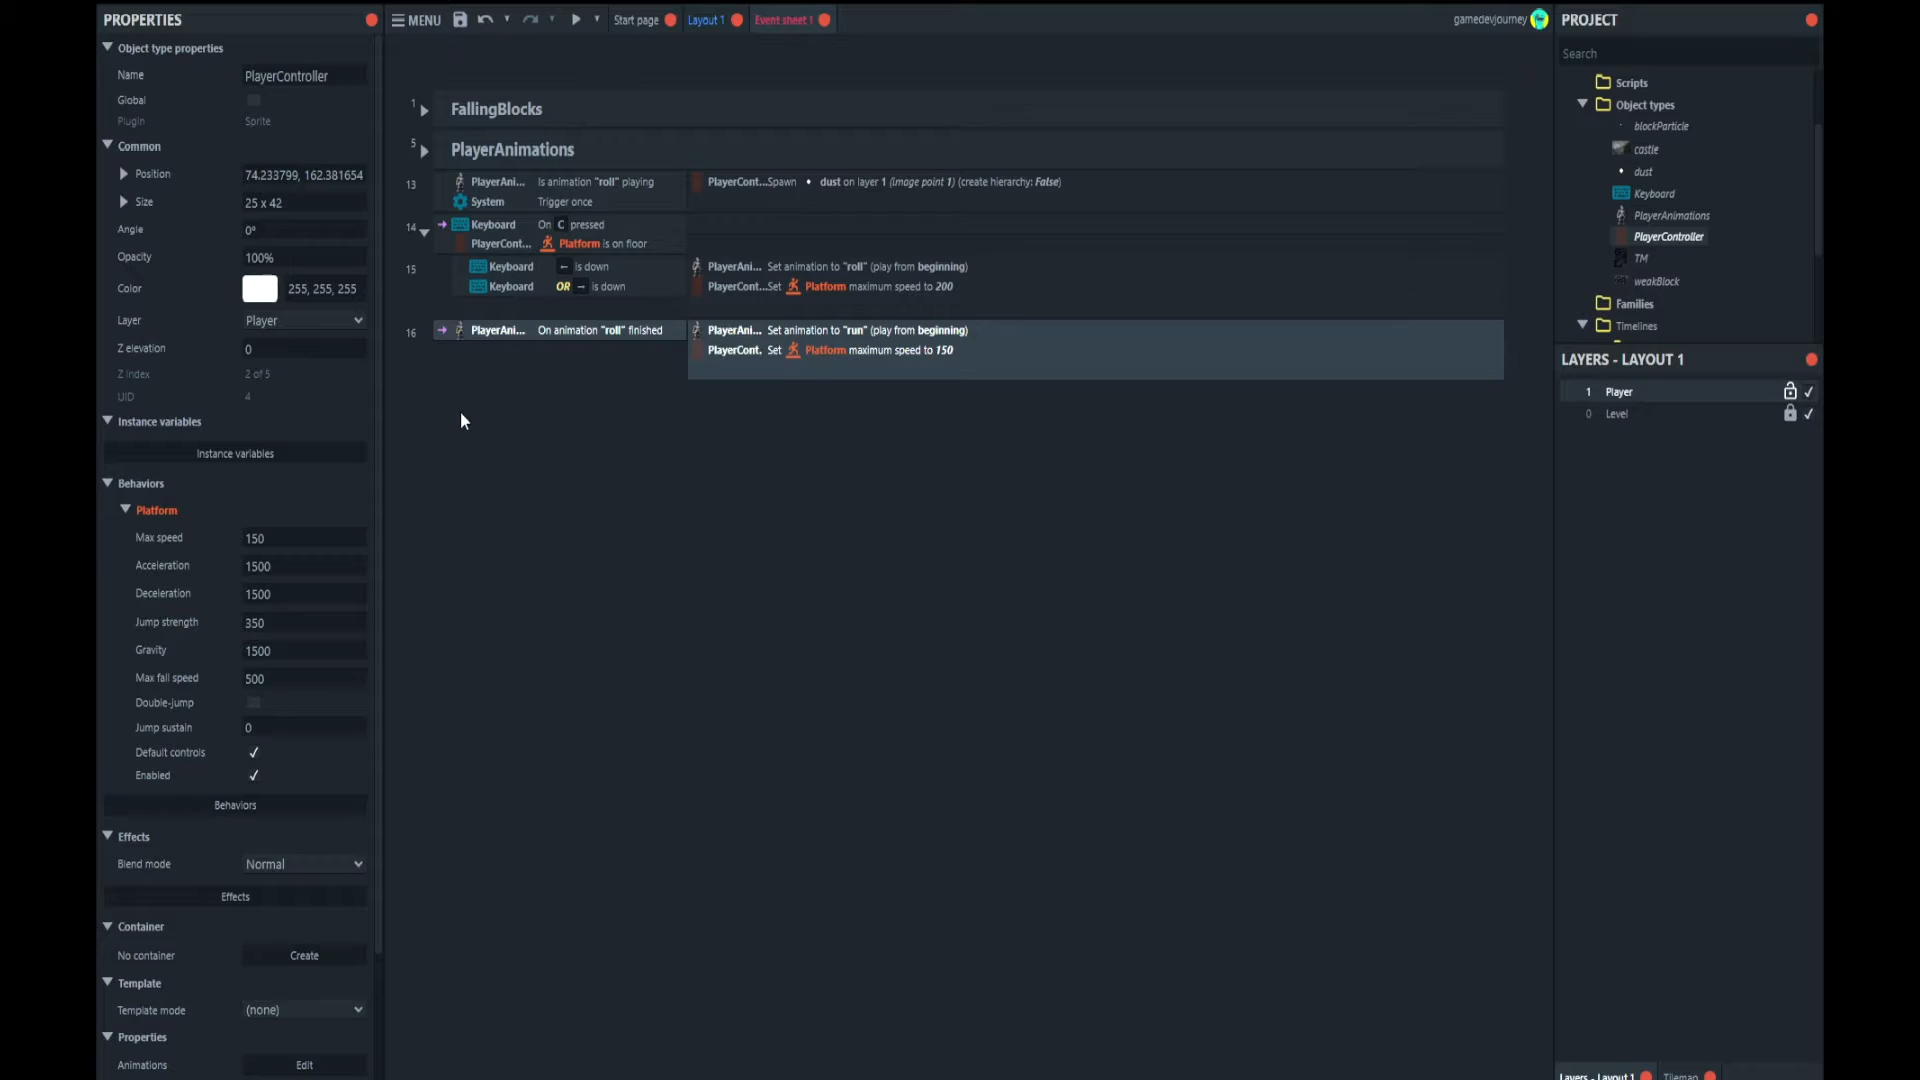 PROPERTIES
Object type properties
Name PlayerController
Global
Plugin Sprite
Common
Position 74.233799, 162.381654
Size 25 x 42
Angle 0°
Opacity 100%
Color 255, 255, 255
Layer Player
Z elevation 0
Z index 2 of 5
UID 4
Instance variables
Instance variables
Behaviors
Platform
Max speed 150
Acceleration 1500
Deceleration 1500
Jump strength 350
Gravity 1500
Max fall speed 500
Double-jump
Jump sustain 0
Default controls ✓
Enabled ✓
Behaviors
Effects
Blend mode Normal
Effects
Container
No container Create
Template
Template mode (none)
Properties
Animations Edit
MENU Start page Layout 1 Event sheet 1 gamedevjourney
1 FallingBlocks
5 PlayerAnimations
13 PlayerAni... Is animation "roll" playing PlayerCont...Spawn • dust on layer 1 (image point 1) (create hierarchy: False)
System Trigger once
14 Keyboard On C pressed
PlayerCont... Platform is on floor
15 Keyboard ← is down PlayerAni... Set animation to "roll" (play from beginning)
Keyboard OR → is down PlayerCont...Set Platform maximum speed to 200
16 PlayerAni... On animation "roll" finished PlayerAni... Set animation to "run" (play from beginning)
PlayerCont. Set Platform maximum speed to 150
PROJECT
Search
Scripts
Object types
blockParticle
castle
dust
Keyboard
PlayerAnimations
PlayerController
TM
weakBlock
Families
Timelines
LAYERS - LAYOUT 1
1 Player ✓
0 Level ✓
Layers - Layout 1 Tilemap